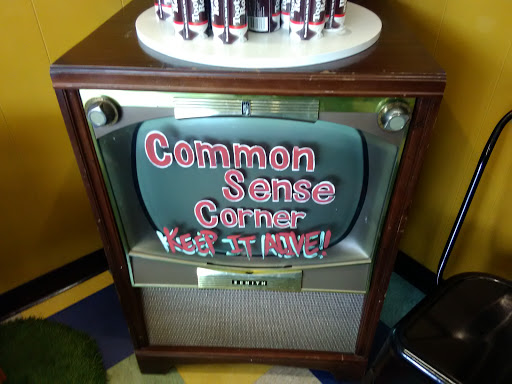 Common
Sense
Corner
KEEP IT ALIVE!!
ZENITH